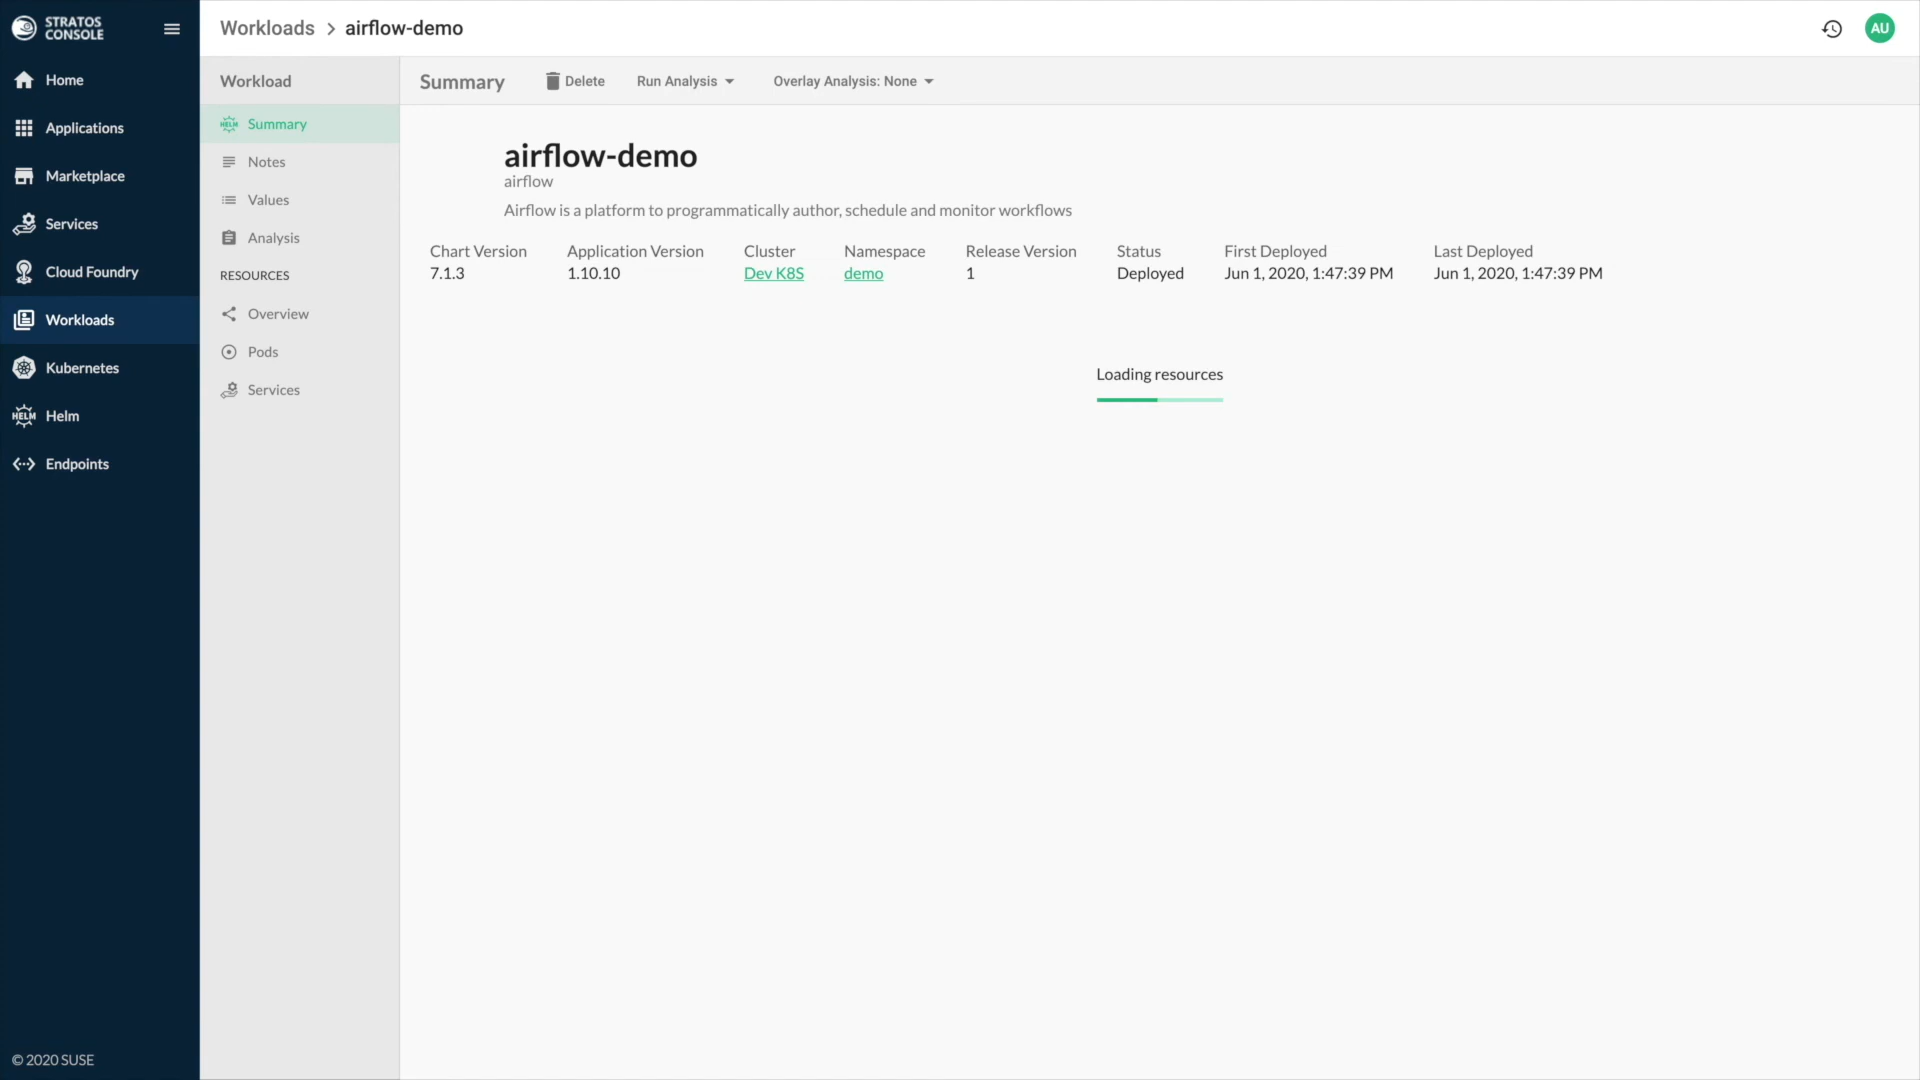 STRATOS
CONSOLE
Home
Applications
Marketplace
Services
Cloud Foundry
Workloads
Kubernetes
HELM Helm
Endpoints
© 2020 SUSE
Workloads > airflow-demo
AU
Workload
HELM Summary
Notes
Values
Analysis
RESOURCES
Overview
Pods
Services
Summary Delete Run Analysis Overlay Analysis: None
airflow-demo
airflow
Airflow is a platform to programmatically author, schedule and monitor workflows
Chart Version Application Version Cluster Namespace Release Version Status First Deployed Last Deployed
7.1.3 1.10.10 Dev K8S demo 1 Deployed Jun 1, 2020, 1:47:39 PM Jun 1, 2020, 1:47:39 PM
Loading resources